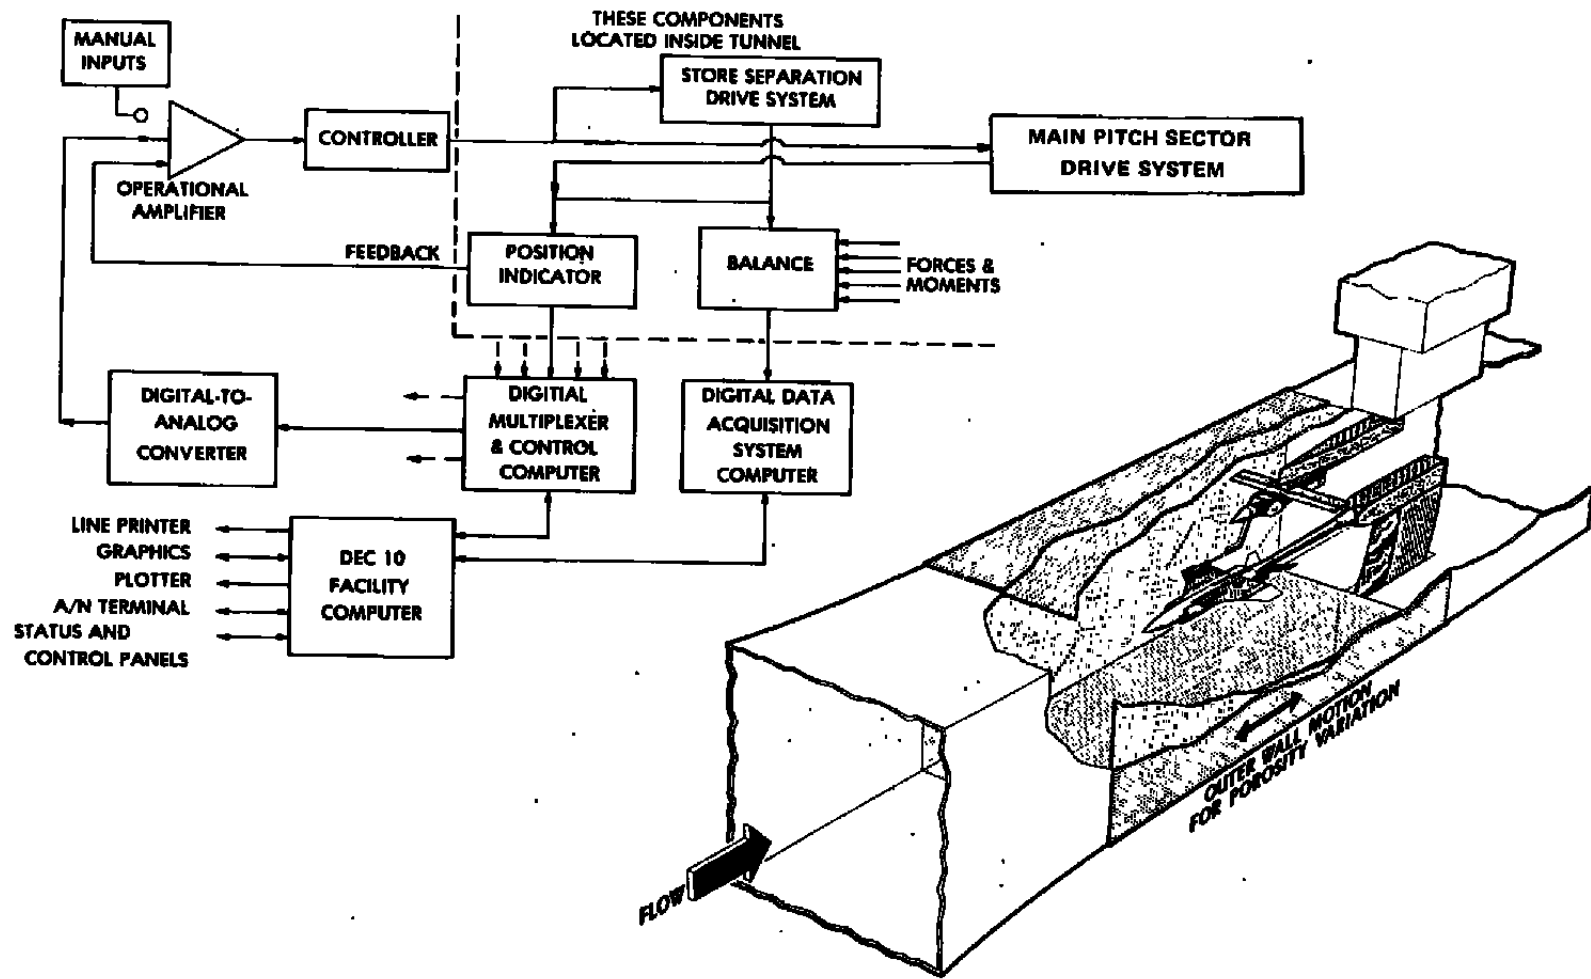 THESE COMPONENTS
LOCATED INSIDE TUNNEL
MANUAL
INPUTS
STORE SEPARATION
DRIVE SYSTEM
CONTROLLER
MAIN PITCH SECTOR
DRIVE SYSTEM
OPERATIONAL
AMPLIFIER
FEEDBACK
POSITION
INDICATOR
BALANCE
FORCES &
MOMENTS
DIGITAL-TO-
ANALOG
CONVERTER
DIGITIAL
MULTIPLEXER
& CONTROL
COMPUTER
DIGITAL DATA
ACQUISITION
SYSTEM
COMPUTER
LINE PRINTER
GRAPHICS
PLOTTER
A/N TERMINAL
STATUS AND
CONTROL PANELS
DEC 10
FACILITY
COMPUTER
OUTER WALL MOTION
FOR POROSITY VARIATION
FLOW